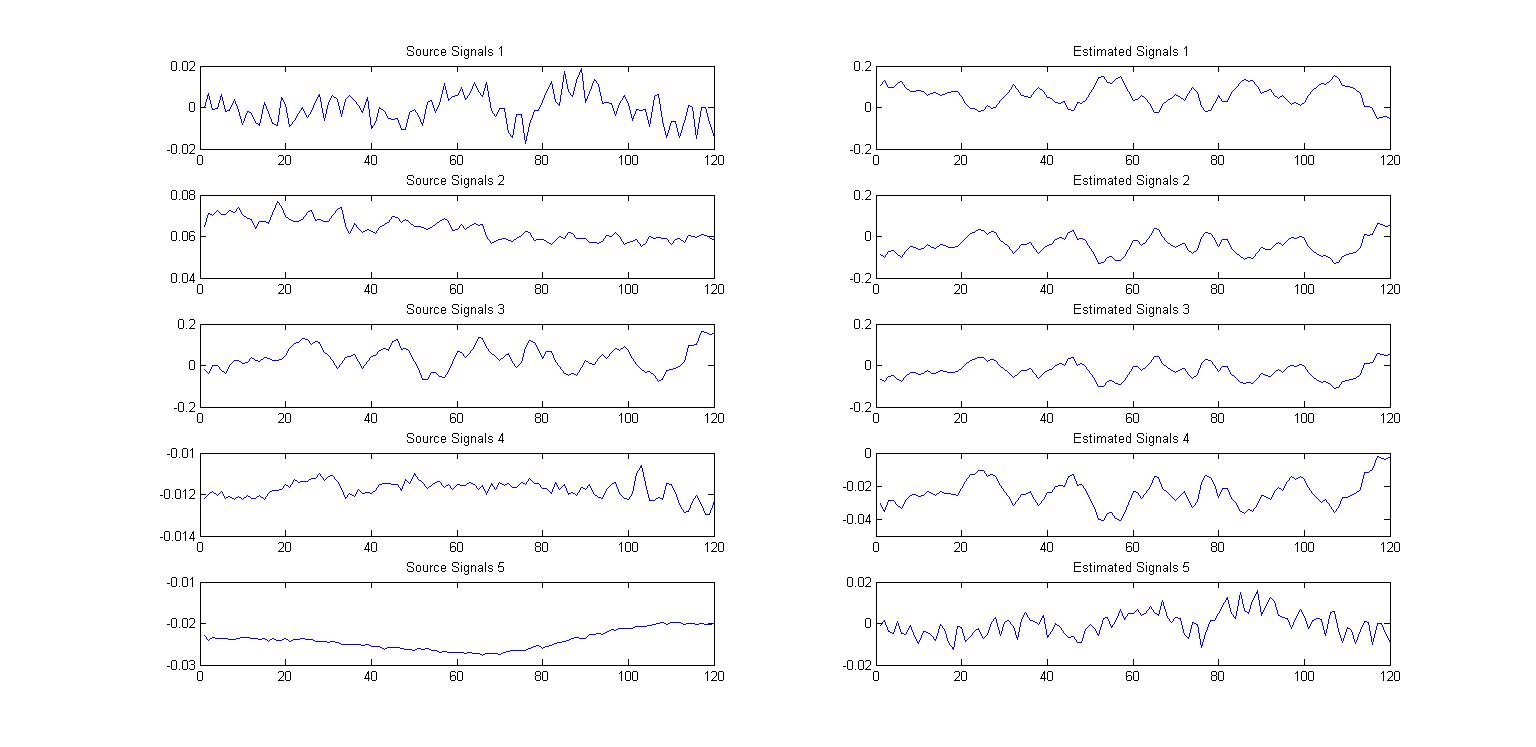 Source Signals 1
0.02
0
-0.02
0 20 40 60 80 100 120
Source Signals 2
0.08
0.06
0.04
0 20 40 60 80 100 120
Source Signals 3
0.2
0
-0.2
0 20 40 60 80 100 120
Source Signals 4
-0.01
-0.012
-0.014
0 20 40 60 80 100 120
Source Signals 5
-0.01
-0.02
-0.03
0 20 40 60 80 100 120
Estimated Signals 1
0.2
0
-0.2
0 20 40 60 80 100 120
Estimated Signals 2
0.2
0
-0.2
0 20 40 60 80 100 120
Estimated Signals 3
0.2
0
-0.2
0 20 40 60 80 100 120
Estimated Signals 4
0
-0.02
-0.04
0 20 40 60 80 100 120
Estimated Signals 5
0.02
0
-0.02
0 20 40 60 80 100 120